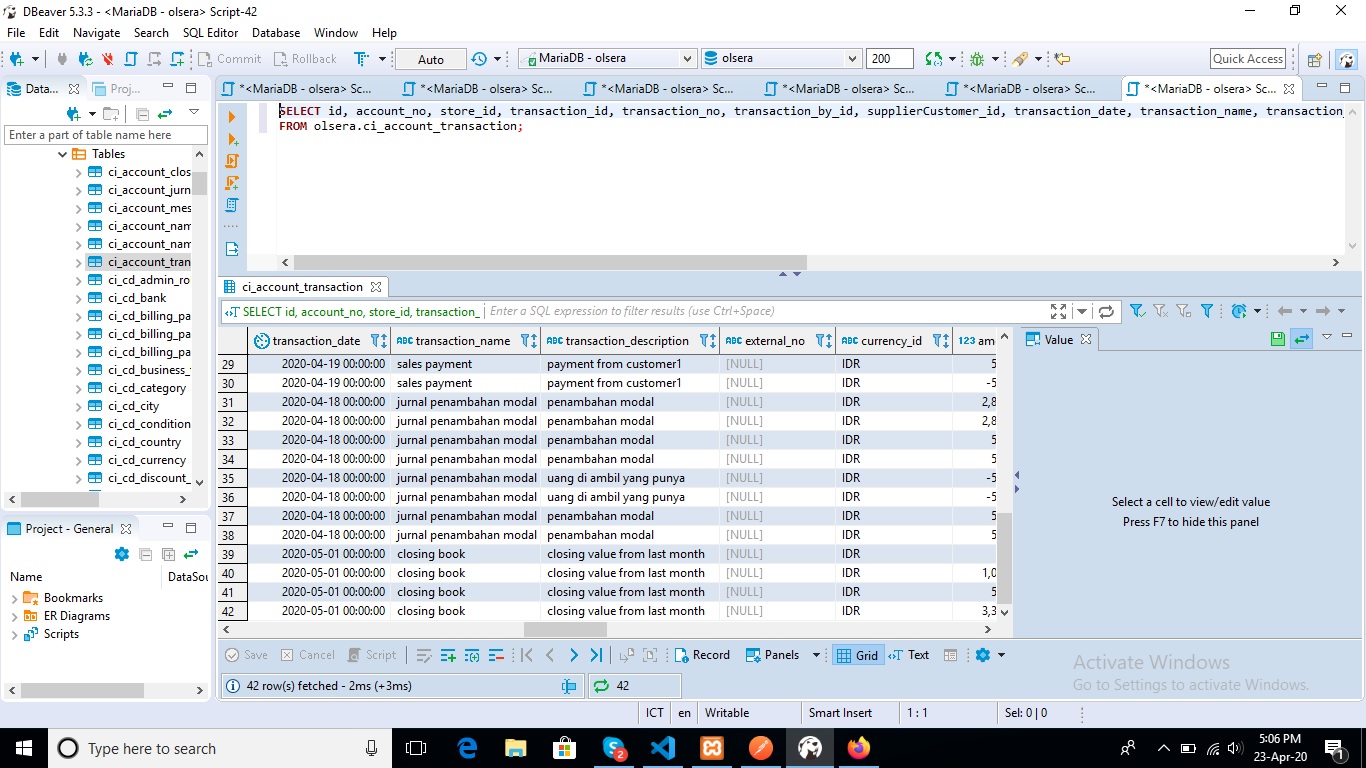 DBeaver 5.3.3 - <MariaDB - olsera> Script-42
File Edit Navigate Search SQL Editor Database Window Help
Commit Rollback Auto MariaDB - olsera olsera 200 Quick Access
Data... Proj...
*<MariaDB - olsera> Sc... *<MariaDB - olsera> Sc... *<MariaDB - olsera> Sc... *<MariaDB - olsera> Sc... *<MariaDB - olsera> Script *<MariaDB - olsera> Sc...
Enter a part of table name here
Tables
ci_account_clos
ci_account_jurn
ci_account_mes
ci_account_nam
ci_account_nam
ci_account_tran
ci_cd_admin_ro
ci_cd_bank
ci_cd_billing_pa
ci_cd_billing_pa
ci_cd_billing_pa
ci_cd_business_
ci_cd_category
ci_cd_city
ci_cd_condition
ci_cd_country
ci_cd_currency
ci_cd_discount_
Project - General
Name DataSou
Bookmarks
ER Diagrams
Scripts
SELECT id, account_no, store_id, transaction_id, transaction_no, transaction_by_id, supplierCustomer_id, transaction_date, transaction_name, transaction_
FROM olsera.ci_account_transaction;
ci_account_transaction
SELECT id, account_no, store_id, transaction_ Enter a SQL expression to filter results (use Ctrl+Space)
transaction_date ABC transaction_name ABC transaction_description ABC external_no ABC currency_id 123 am
29 2020-04-19 00:00:00 sales payment payment from customer1 [NULL] IDR 5
30 2020-04-19 00:00:00 sales payment payment from customer1 [NULL] IDR -5
31 2020-04-18 00:00:00 jurnal penambahan modal penambahan modal [NULL] IDR 2,8
32 2020-04-18 00:00:00 jurnal penambahan modal penambahan modal [NULL] IDR 2,8
33 2020-04-18 00:00:00 jurnal penambahan modal penambahan modal [NULL] IDR 5
34 2020-04-18 00:00:00 jurnal penambahan modal penambahan modal [NULL] IDR 5
35 2020-04-18 00:00:00 jurnal penambahan modal uang di ambil yang punya [NULL] IDR -5
36 2020-04-18 00:00:00 jurnal penambahan modal uang di ambil yang punya [NULL] IDR -5
37 2020-04-18 00:00:00 jurnal penambahan modal penambahan modal [NULL] IDR 5
38 2020-04-18 00:00:00 jurnal penambahan modal penambahan modal [NULL] IDR 5
39 2020-05-01 00:00:00 closing book closing value from last month [NULL] IDR
40 2020-05-01 00:00:00 closing book closing value from last month [NULL] IDR 1,0
41 2020-05-01 00:00:00 closing book closing value from last month [NULL] IDR 5
42 2020-05-01 00:00:00 closing book closing value from last month [NULL] IDR 3,3
Value
Select a cell to view/edit value
Press F7 to hide this panel
Save Cancel Script Record Panels Grid Text
42 row(s) fetched - 2ms (+3ms) 42
Activate Windows
Go to Settings to activate Windows.
ICT en Writable Smart Insert 1 : 1 Sel: 0 | 0
Type here to search
2
5:06 PM
23-Apr-20
1